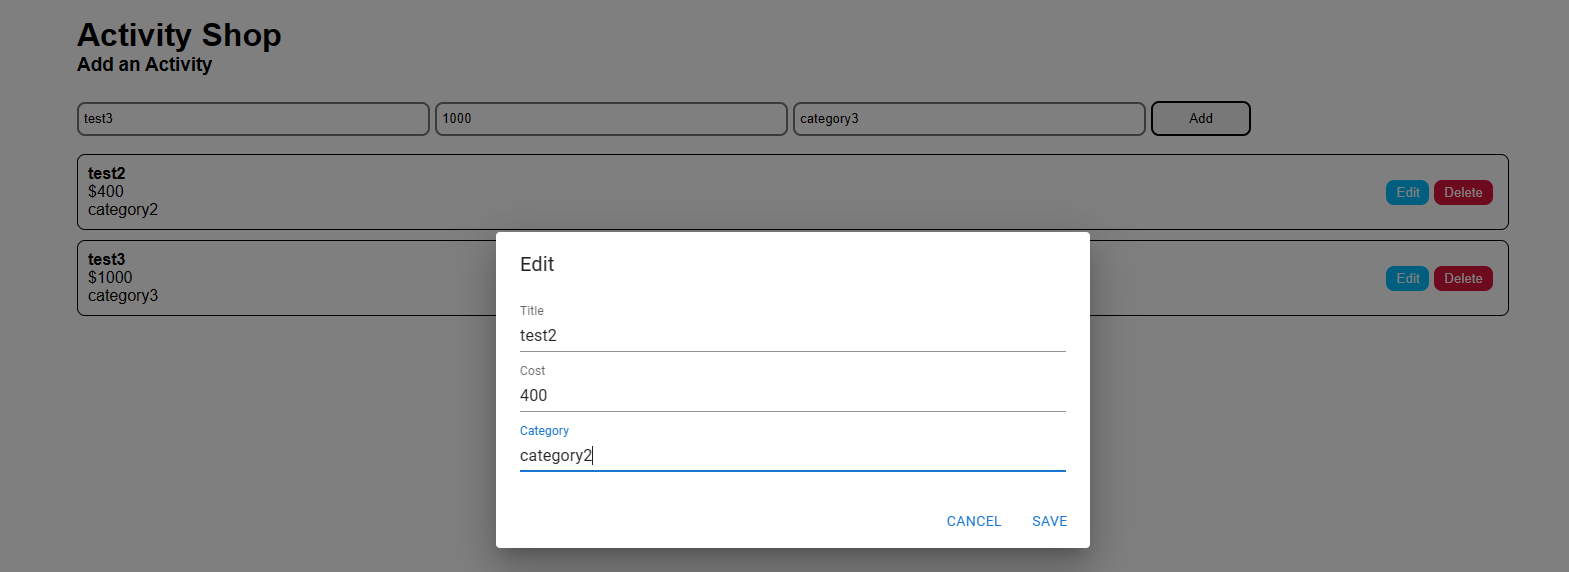 Activity Shop
Add an Activity
test3 1000 category3 Add
test2
$400
category2
Edit Delete
test3
$1000
category3
Edit Delete
Edit
Title
test2
Cost
400
Category
category2
CANCEL SAVE